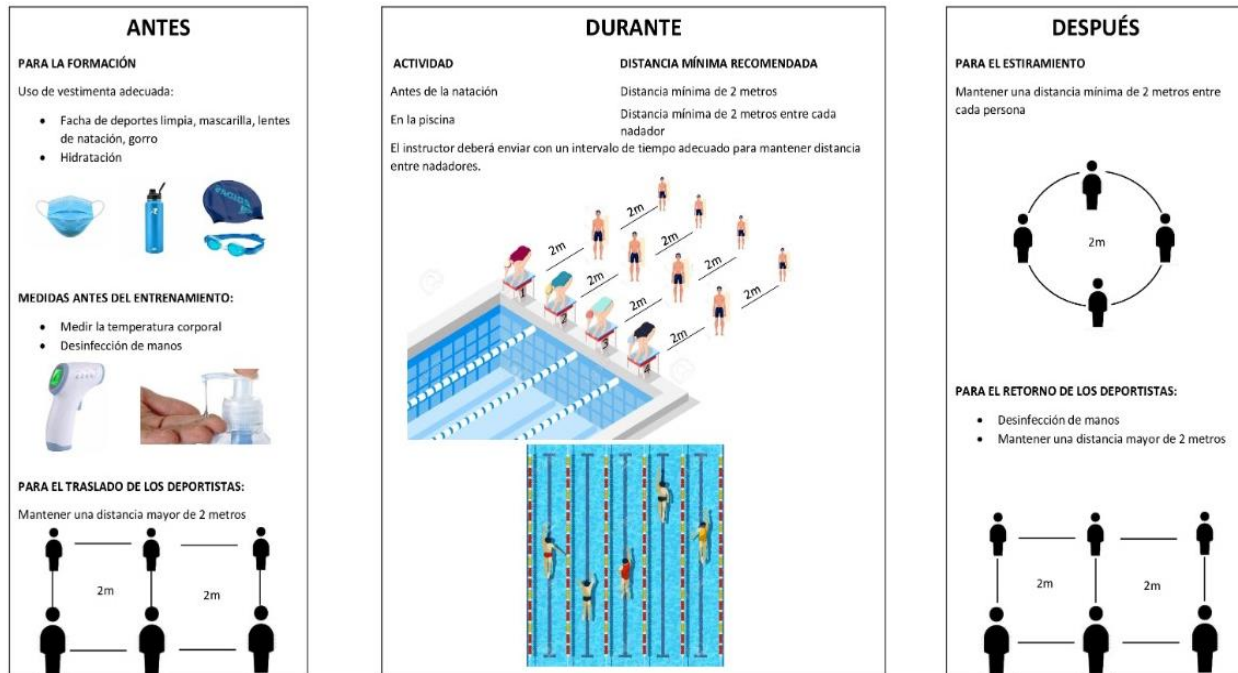 ANTES
PARA LA FORMACIÓN
Uso de vestimenta adecuada:
• Facha de deportes limpia, mascarilla, lentes
de natación, gorro
• Hidratación
MEDIDAS ANTES DEL ENTRENAMIENTO:
• Medir la temperatura corporal
• Desinfección de manos
PARA EL TRASLADO DE LOS DEPORTISTAS:
Mantener una distancia mayor de 2 metros
2m
2m
DURANTE
ACTIVIDAD
DISTANCIA MÍNIMA RECOMENDADA
Antes de la natación
Distancia mínima de 2 metros
En la piscina
Distancia mínima de 2 metros entre cada
nadador
El instructor deberá enviar con un intervalo de tiempo adecuado para mantener distancia
entre nadadores.
2m
2m
2m
2m
2m
2m
2m
2m
1
2
3
4
DESPUÉS
PARA EL ESTIRAMIENTO
Mantener una distancia mínima de 2 metros entre
cada persona
2m
PARA EL RETORNO DE LOS DEPORTISTAS:
• Desinfección de manos
• Mantener una distancia mayor de 2 metros
2m
2m